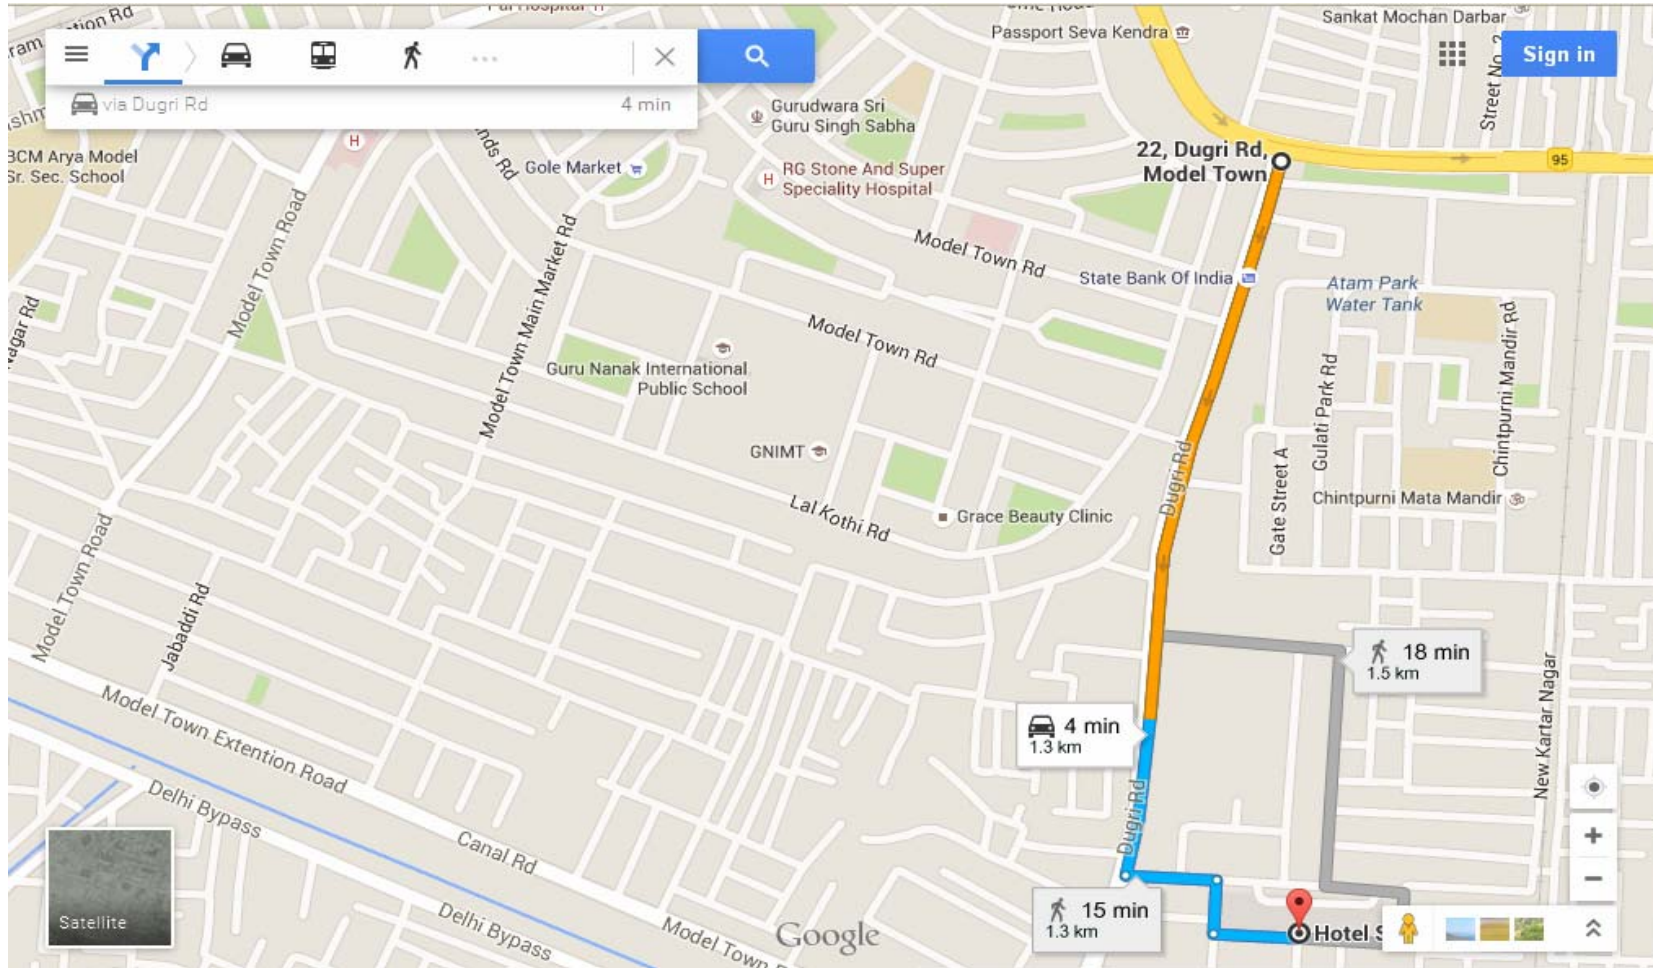 Sankat Mochan Darbar
Passport Seva Kendra
Sign in
via Dugri Rd
4 min
Street No.
Gurudwara Sri
Guru Singh Sabha
BCM Arya Model
Sr. Sec. School
Gole Market
RG Stone And Super
Speciality Hospital
22, Dugri Rd,
Model Town
95
H
H
Model Town Road
Model Town Main Market Rd
Model Town Rd
State Bank Of India
Atam Park
Water Tank
Model Town Rd
Guru Nanak International
Public School
Gulati Park Rd
Chintpurni Mandir Rd
GNIMT
Dugri Rd
Gate Street A
Chintpurni Mata Mandir
Lal Kothi Rd
Grace Beauty Clinic
Model Town Road
Jabaddi Rd
18 min
1.5 km
New Kartar Nagar
Model Town Extention Road
4 min
1.3 km
Dugri Rd
Delhi Bypass
Canal Rd
15 min
1.3 km
Satellite
Delhi Bypass
Model Town
Google
Hotel